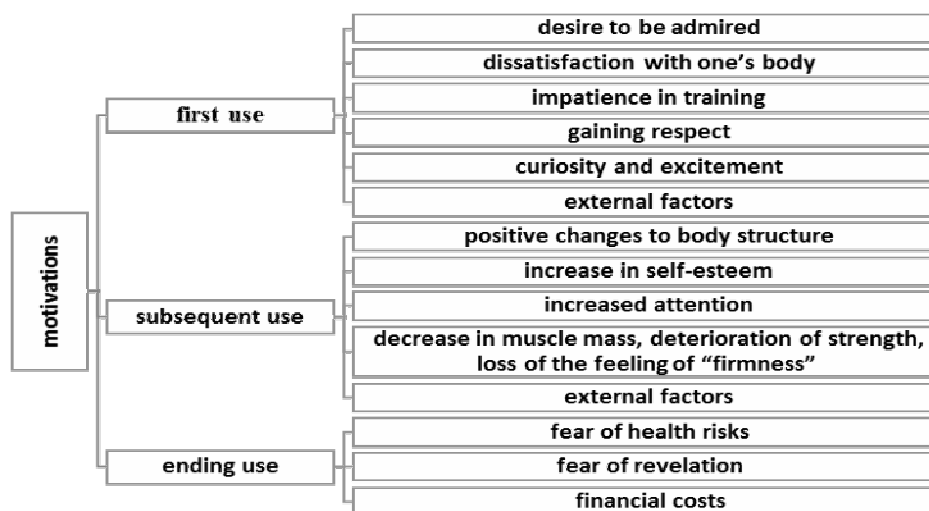 motivations
first use
desire to be admired
dissatisfaction with one's body
impatience in training
gaining respect
curiosity and excitement
external factors
subsequent use
positive changes to body structure
increase in self-esteem
increased attention
decrease in muscle mass, deterioration of strength,
loss of the feeling of “firmness”
external factors
ending use
fear of health risks
fear of revelation
financial costs